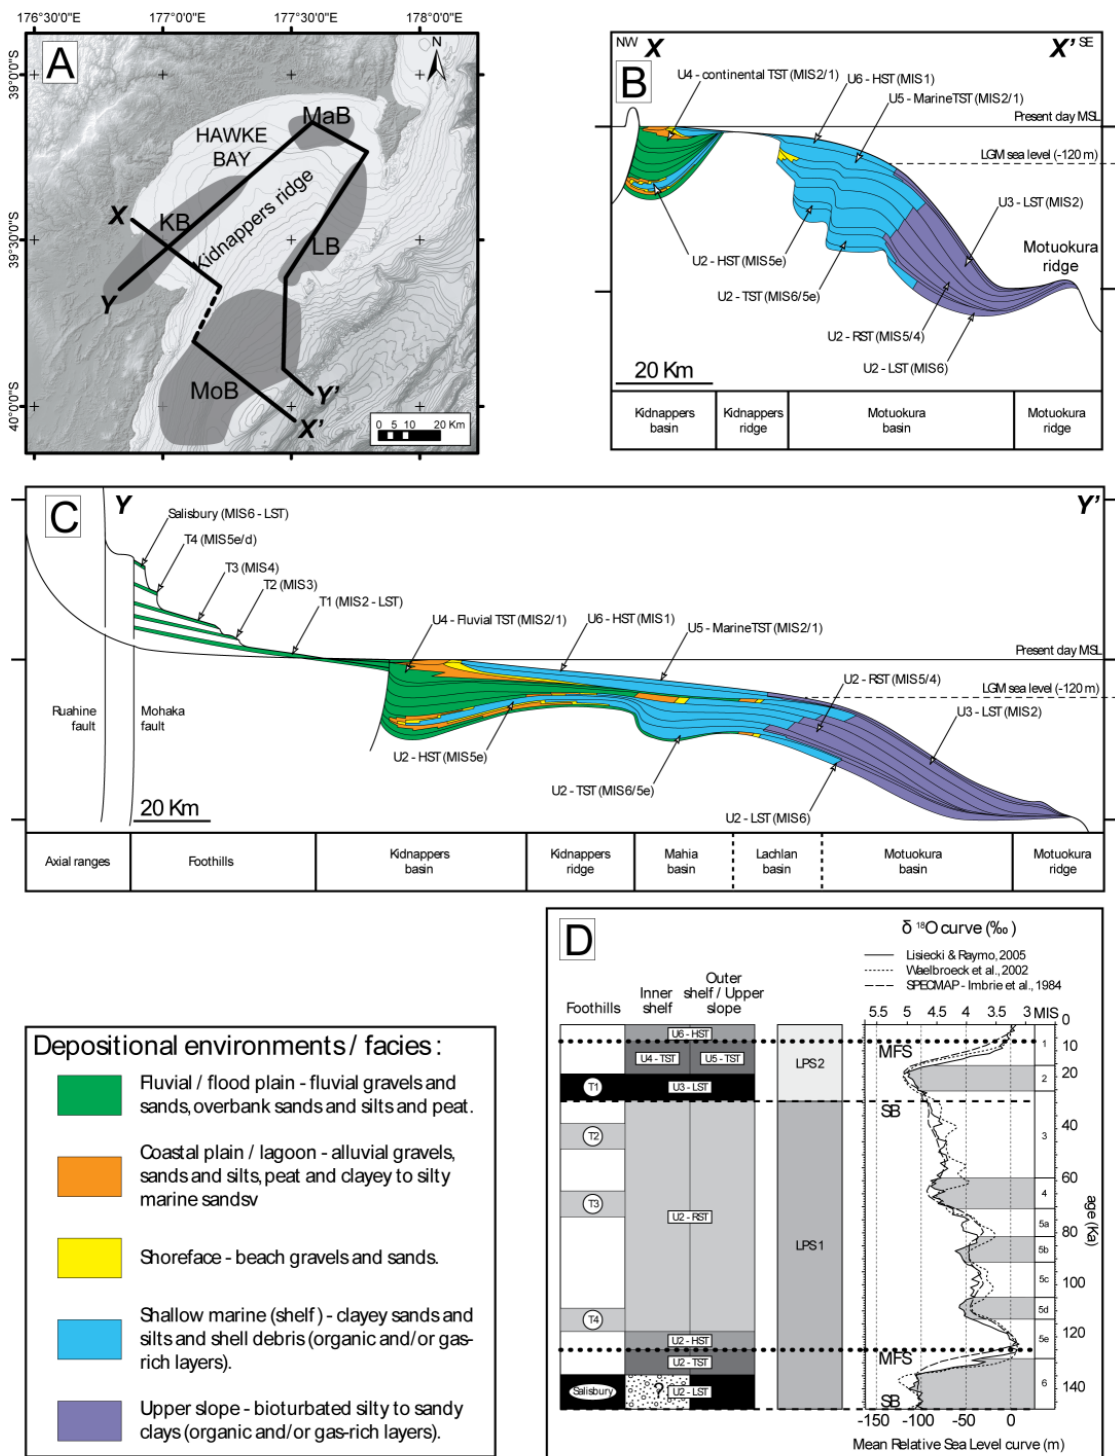 176°30'0"E
177°0'0"E
177°30'0"E
178°0'0"E
39°0'0"S
39°30'0"S
40°0'0"S
A
N
MaB
HAWKE
BAY
X
KB
Kidnappers ridge
LB
Y
MoB
Y'
X'
0 5 10 20 Km
NW X
X' SE
B
U4 - continental TST (MIS2/1)
U6 - HST (MIS1)
U5 - Marine TST (MIS2/1)
Present day MSL
LGM sea level (-120 m)
U3 - LST (MIS2)
Motuokura
ridge
U2 - HST (MIS5e)
U2 - TST (MIS6/5e)
U2 - RST (MIS5/4)
U2 - LST (MIS6)
20 Km
Kidnappers
basin
Kidnappers
ridge
Motuokura
basin
Motuokura
ridge
C
Y
Y'
Salisbury (MIS6 - LST)
T4 (MIS5e/d)
T3 (MIS4)
T2 (MIS3)
T1 (MIS2 - LST)
U4 - Fluvial TST (MIS2/1)
U6 - HST (MIS1)
U5 - Marine TST (MIS2/1)
Present day MSL
U2 - RST (MIS5/4)
LGM sea level (-120 m)
U3 - LST (MIS2)
Ruahine
fault
Mohaka
fault
U2 - HST (MIS5e)
U2 - TST (MIS6/5e)
U2 - LST (MIS6)
20 Km
Axial ranges
Foothills
Kidnappers
basin
Kidnappers
ridge
Mahia
basin
Lachlan
basin
Motuokura
basin
Motuokura
ridge
Depositional environments / facies :
Fluvial / flood plain - fluvial gravels and
sands, overbank sands and silts and peat.
Coastal plain / lagoon - alluvial gravels,
sands and silts, peat and clayey to silty
marine sandsv
Shoreface - beach gravels and sands.
Shallow marine (shelf) - clayey sands and
silts and shell debris (organic and/or gas-
rich layers).
Upper slope - bioturbated silty to sandy
clays (organic and/or gas-rich layers).
D
δ 18O curve (‰)
Lisiecki & Raymo, 2005
Waelbroeck et al., 2002
SPECMAP - Imbrie et al., 1984
Foothills
Inner
shelf
Outer
shelf / Upper
slope
5.5 5 4.5 4 3.5 3 MIS
0
U6 - HST
1
10
MFS
U4 - TST
U5 - TST
LPS 2
T1
U3 - LST
2
20
SB
T2
3
40
60
T3
4
U2 - RST
LPS 1
5a
80
5b
age (Ka)
5c
100
5d
T4
U2 - HST
5e
120
MFS
U2 - TST
6
Salisbury
?
U2 - LST
140
SB
-150 -100 -50 0
Mean Relative Sea Level curve (m)